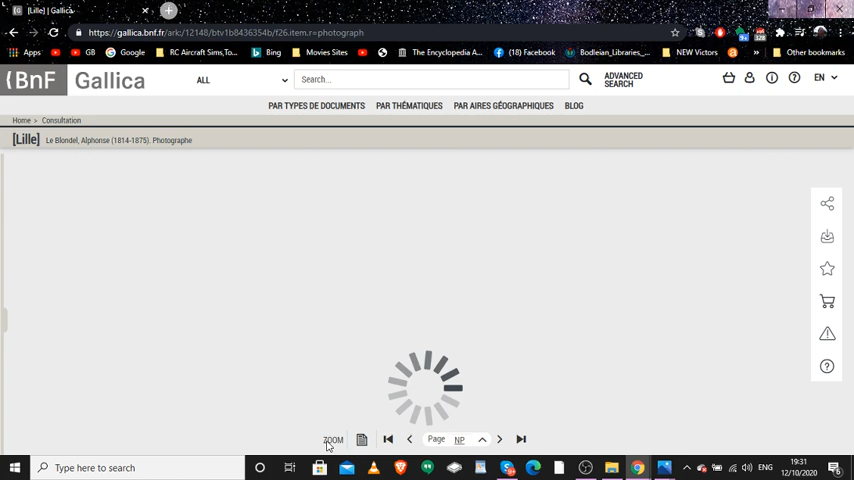 [Lille] | Gallica
https://gallica.bnf.fr/ark:/12148/btv1b8436354b/f26.item.r=photograph
Apps GB Google RC Aircraft Sims,To... Bing Movies Sites The Encyclopedia A... (18) Facebook Bodleian_Libraries_... NEW Victors » Other bookmarks
BnF Gallica ALL Search... ADVANCED SEARCH EN
PAR TYPES DE DOCUMENTS PAR THÉMATIQUES PAR AIRES GÉOGRAPHIQUES BLOG
Home > Consultation
[Lille] Le Blondel, Alphonse (1814-1875). Photographe
ZOOM Page NP
Type here to search ENG 19:31
12/10/2020